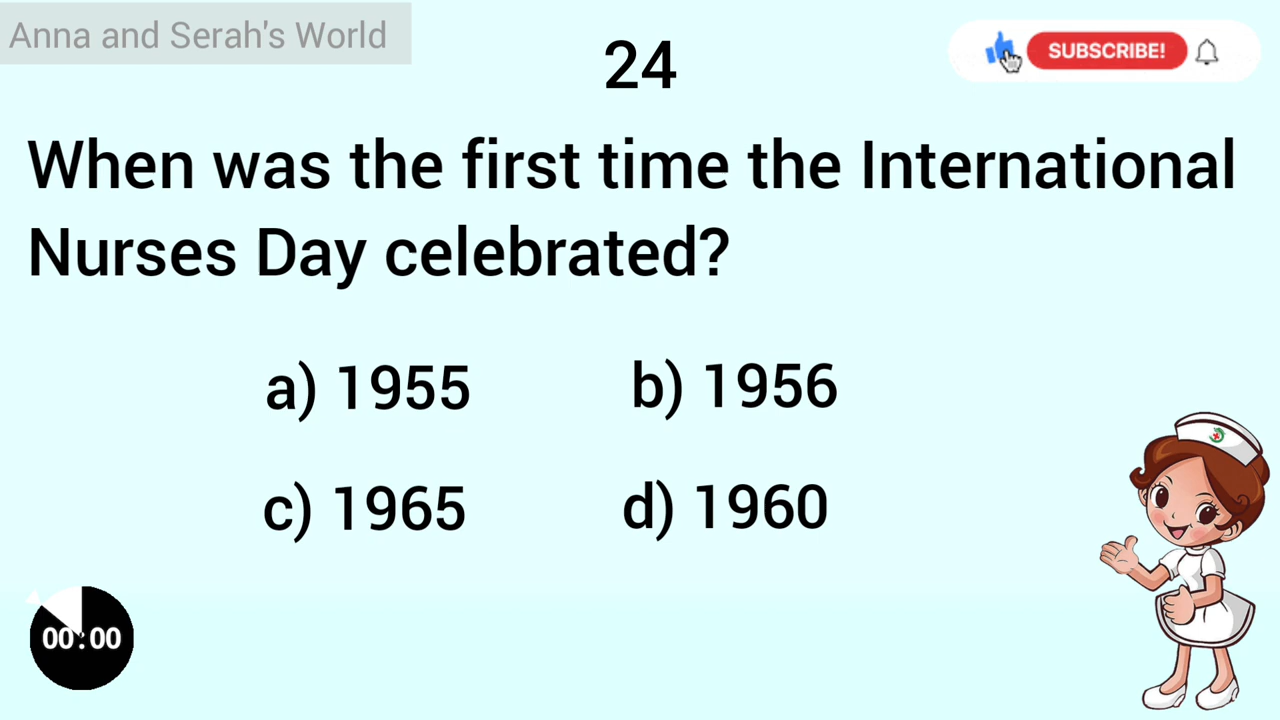 Anna and Serah's World
24
SUBSCRIBE!
When was the first time the International
Nurses Day celebrated?
a) 1955
b) 1956
c) 1965
d) 1960
00:00